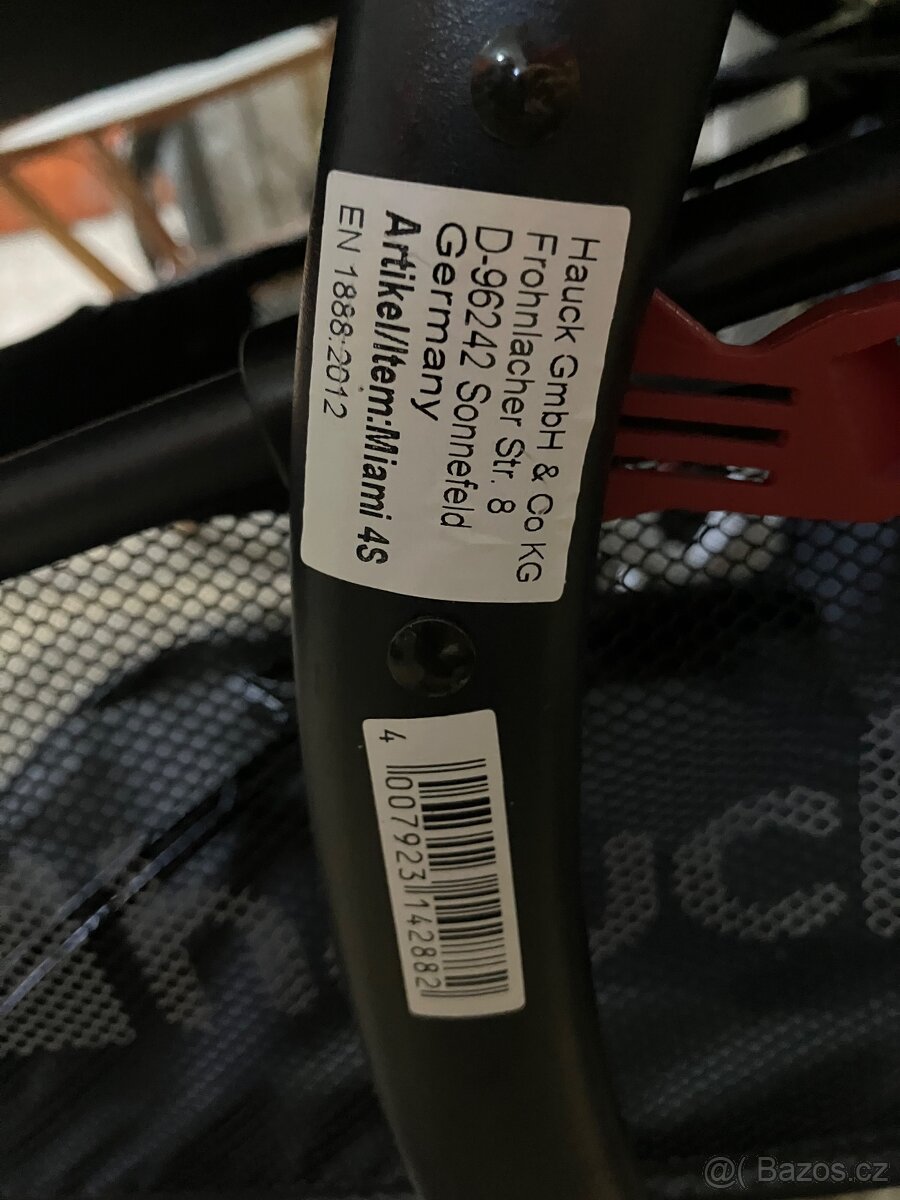 Hauck GmbH & Co KG
Frohnlacher Str. 8
D-96242 Sonnefeld
Germany
Artikel/Item:Miami 4S
EN 1888:2012
4 007923 142882
@( Bazos.cz